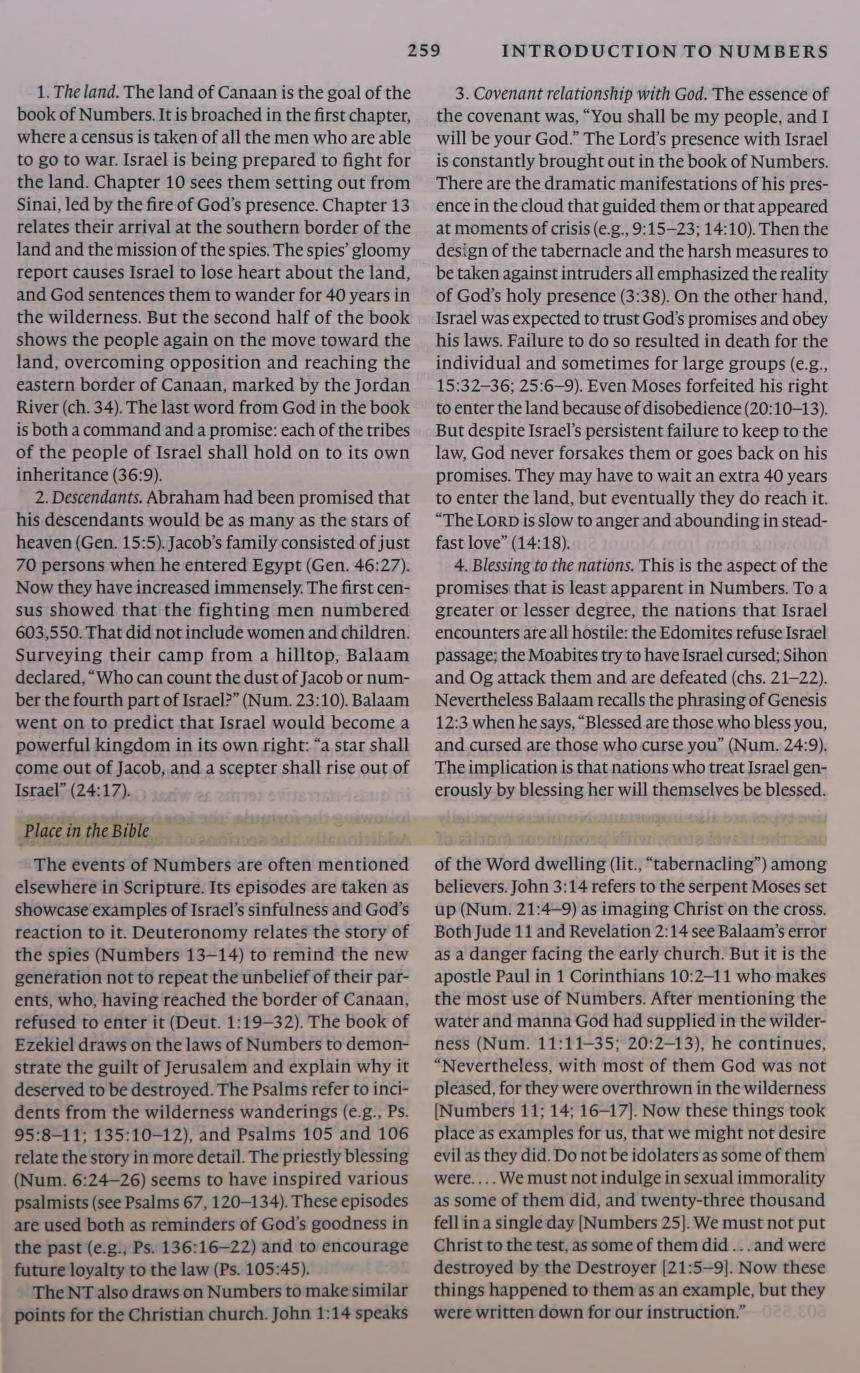 259 INTRODUCTION TO NUMBERS
1. The land. The land of Canaan is the goal of the
book of Numbers. It is broached in the first chapter,
where a census is taken of all the men who are able
to go to war. Israel is being prepared to fight for
the land. Chapter 10 sees them setting out from
Sinai, led by the fire of God’s presence. Chapter 13
relates their arrival at the southern border of the
land and the mission of the spies. The spies’ gloomy
report causes Israel to lose heart about the land,
and God sentences them to wander for 40 years in
the wilderness. But the second half of the book
shows the people again on the move toward the
land, overcoming opposition and reaching the
eastern border of Canaan, marked by the Jordan
River (ch. 34). The last word from God in the book
is both a command and a promise: each of the tribes
of the people of Israel shall hold on to its own
inheritance (36:9).
2. Descendants. Abraham had been promised that
his descendants would be as many as the stars of
heaven (Gen. 15:5). Jacob’s family consisted of just
70 persons when he entered Egypt (Gen. 46:27).
Now they have increased immensely. The first cen-
sus showed that the fighting men numbered
603,550. That did not include women and children.
Surveying their camp from a hilltop, Balaam
declared, “Who can count the dust of Jacob or num-
ber the fourth part of Israel?” (Num. 23:10). Balaam
went on to predict that Israel would become a
powerful kingdom in its own right: “a star shall
come out of Jacob, and a scepter shall rise out of
Israel” (24:17).
3. Covenant relationship with God. The essence of
the covenant was, “You shall be my people, and I
will be your God.” The Lord’s presence with Israel
is constantly brought out in the book of Numbers.
There are the dramatic manifestations of his pres-
ence in the cloud that guided them or that appeared
at moments of crisis (e.g., 9:15–23; 14:10). Then the
design of the tabernacle and the harsh measures to
be taken against intruders all emphasized the reality
of God’s holy presence (3:38). On the other hand,
Israel was expected to trust God’s promises and obey
his laws. Failure to do so resulted in death for the
individual and sometimes for large groups (e.g.,
15:32–36; 25:6–9). Even Moses forfeited his right
to enter the land because of disobedience (20:10–13).
But despite Israel’s persistent failure to keep to the
law, God never forsakes them or goes back on his
promises. They may have to wait an extra 40 years
to enter the land, but eventually they do reach it.
“The LORD is slow to anger and abounding in stead-
fast love” (14:18).
4. Blessing to the nations. This is the aspect of the
promises that is least apparent in Numbers. To a
greater or lesser degree, the nations that Israel
encounters are all hostile: the Edomites refuse Israel
passage; the Moabites try to have Israel cursed; Sihon
and Og attack them and are defeated (chs. 21–22).
Nevertheless Balaam recalls the phrasing of Genesis
12:3 when he says, “Blessed are those who bless you,
and cursed are those who curse you” (Num. 24:9).
The implication is that nations who treat Israel gen-
erously by blessing her will themselves be blessed.
Place in the Bible
The events of Numbers are often mentioned
elsewhere in Scripture. Its episodes are taken as
showcase examples of Israel’s sinfulness and God’s
reaction to it. Deuteronomy relates the story of
the spies (Numbers 13–14) to remind the new
generation not to repeat the unbelief of their par-
ents, who, having reached the border of Canaan,
refused to enter it (Deut. 1:19–32). The book of
Ezekiel draws on the laws of Numbers to demon-
strate the guilt of Jerusalem and explain why it
deserved to be destroyed. The Psalms refer to inci-
dents from the wilderness wanderings (e.g., Ps.
95:8–11; 135:10–12), and Psalms 105 and 106
relate the story in more detail. The priestly blessing
(Num. 6:24–26) seems to have inspired various
psalmists (see Psalms 67, 120–134). These episodes
are used both as reminders of God’s goodness in
the past (e.g., Ps. 136:16–22) and to encourage
future loyalty to the law (Ps. 105:45).
The NT also draws on Numbers to make similar
points for the Christian church. John 1:14 speaks
of the Word dwelling (lit., “tabernacling”) among
believers. John 3:14 refers to the serpent Moses set
up (Num. 21:4–9) as imaging Christ on the cross.
Both Jude 11 and Revelation 2:14 see Balaam’s error
as a danger facing the early church. But it is the
apostle Paul in 1 Corinthians 10:2–11 who makes
the most use of Numbers. After mentioning the
water and manna God had supplied in the wilder-
ness (Num. 11:11–35; 20:2–13), he continues,
“Nevertheless, with most of them God was not
pleased, for they were overthrown in the wilderness
[Numbers 11; 14; 16–17]. Now these things took
place as examples for us, that we might not desire
evil as they did. Do not be idolaters as some of them
were.... We must not indulge in sexual immorality
as some of them did, and twenty-three thousand
fell in a single day [Numbers 25]. We must not put
Christ to the test, as some of them did ... and were
destroyed by the Destroyer [21:5–9]. Now these
things happened to them as an example, but they
were written down for our instruction.”